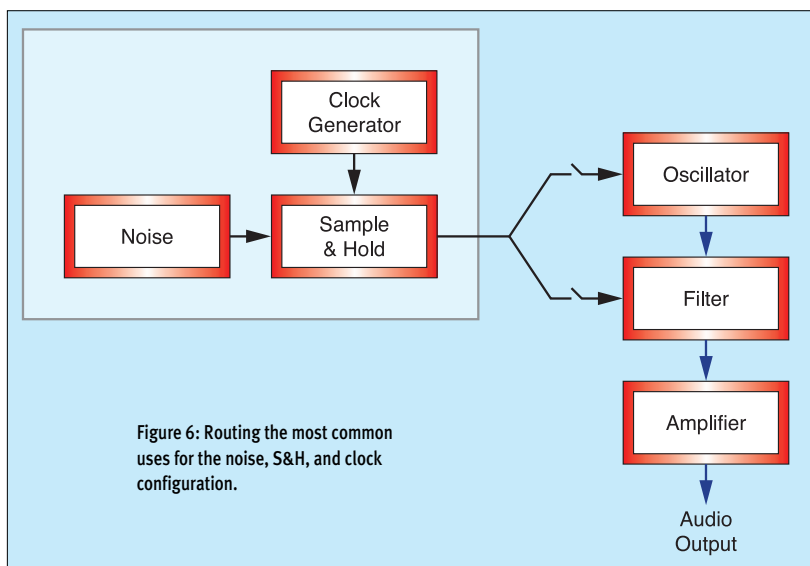 Clock
Generator
Noise
Sample
& Hold
Oscillator
Filter
Amplifier
Audio
Output
Figure 6: Routing the most common
uses for the noise, S&H, and clock
configuration.